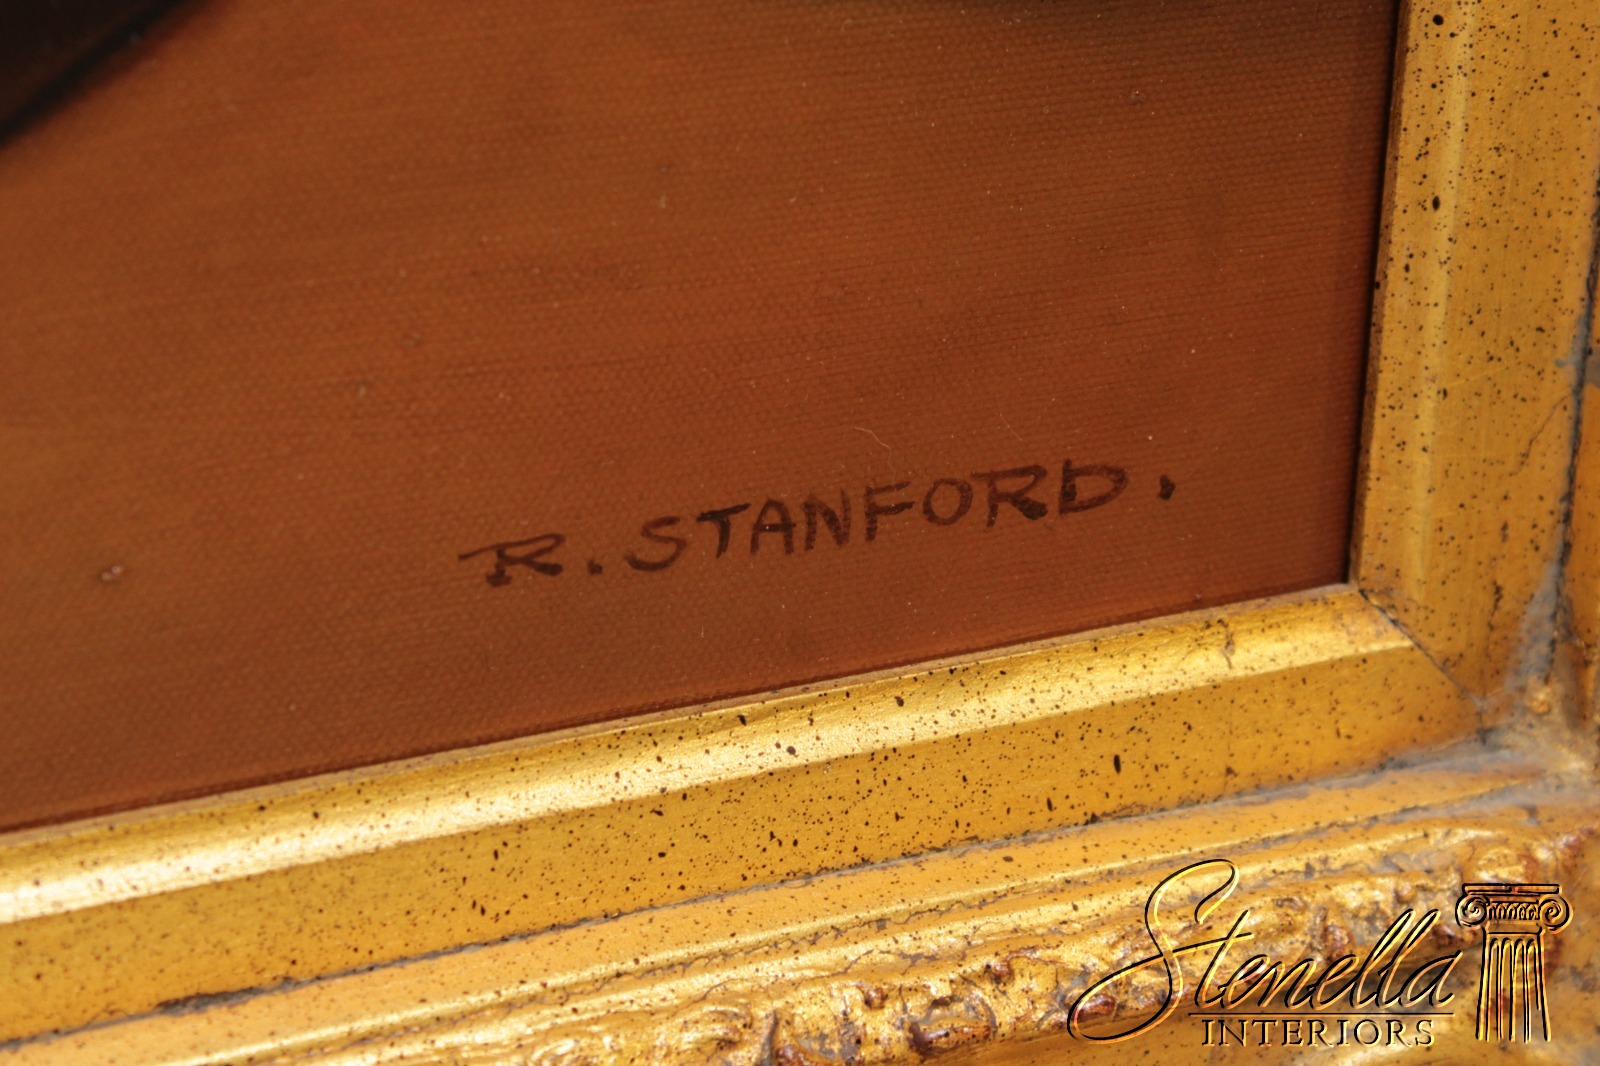 R. STANFORD.
Stenella
INTERIORS